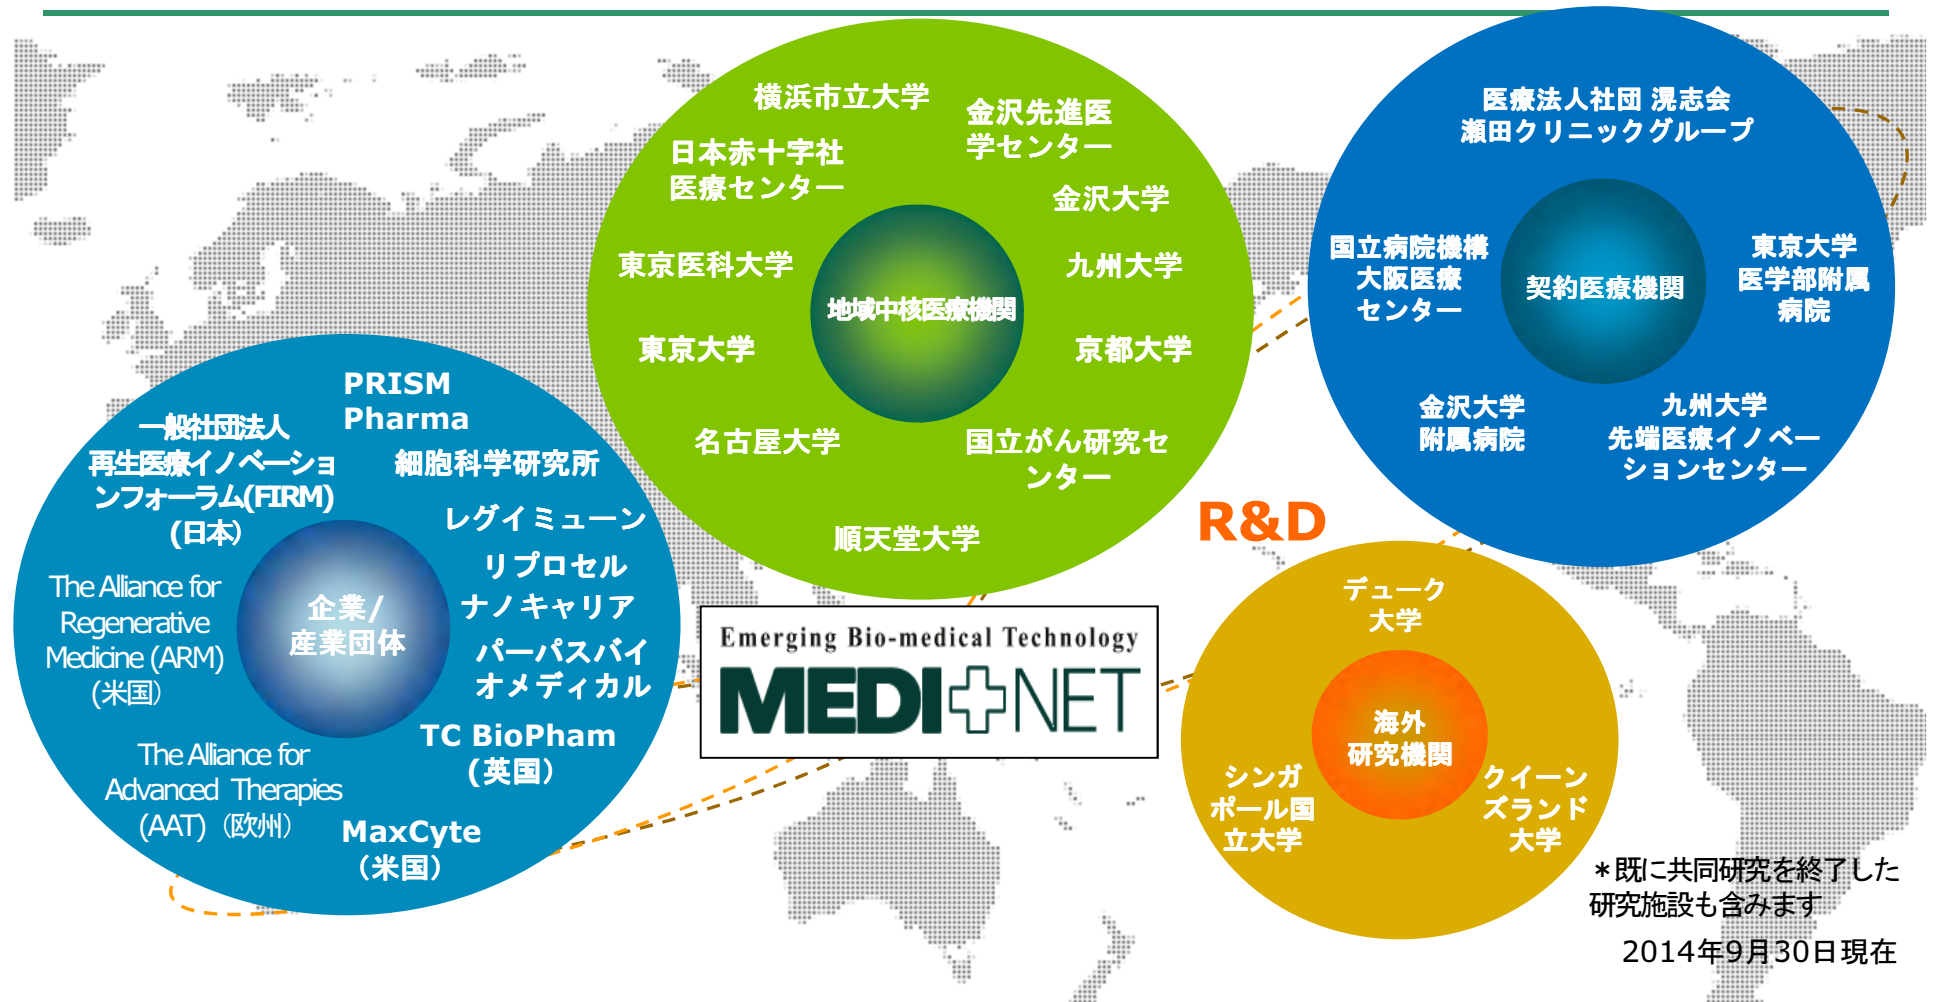 横浜市立大学
金沢先進医
学センター
日本赤十字社
医療センター
金沢大学
東京医科大学
九州大学
地域中核医療機関
東京大学
京都大学
名古屋大学
国立がん研究セ
ンター
順天堂大学
医療法人社団 滉志会
瀬田クリニックグループ
国立病院機構
大阪医療
センター
契約医療機関
東京大学
医学部附属
病院
金沢大学
附属病院
九州大学
先端医療イノベー
ションセンター
PRISM
Pharma
一般社団法人
再生医療イノベーショ
ンフォーラム(FIRM)
(日本)
細胞科学研究所
レグイミューン
リプロセル
ナノキャリア
パーパスバイ
オメディカル
The Alliance for
Regenerative
Medicine (ARM)
(米国)
企業/
産業団体
TC BioPham
(英国)
The Alliance for
Advanced Therapies
(AAT)（欧州）
MaxCyte
（米国）
R&D
Emerging Bio-medical Technology
MEDINET
デューク
大学
海外
研究機関
シンガ
ポール国
立大学
クイーン
ズランド
大学
*既に共同研究を終了した
研究施設も含みます
2014年9月30日現在